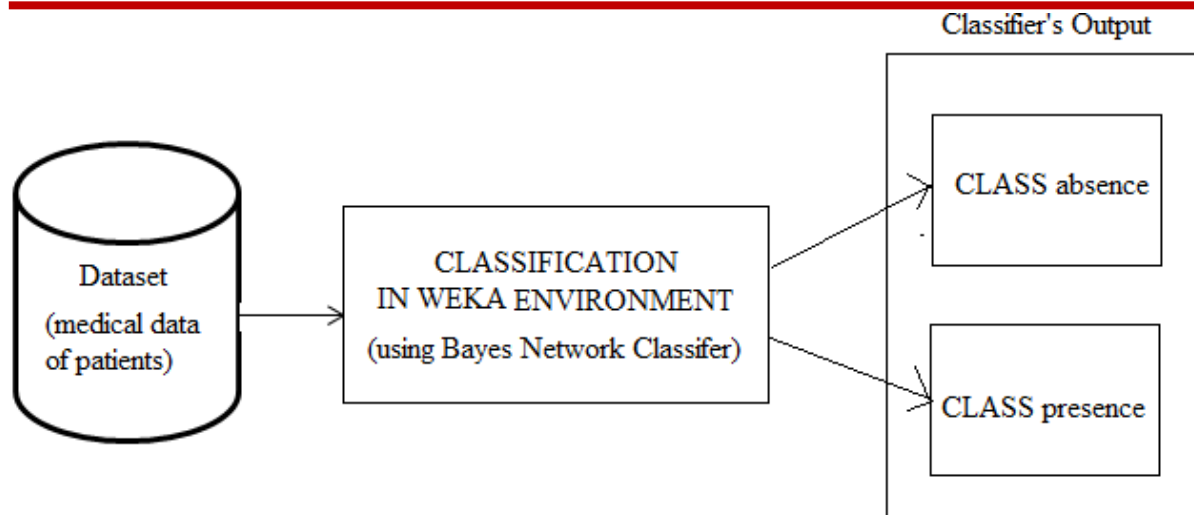 Classifier's Output
Dataset
(medical data
of patients)
CLASSIFICATION
IN WEKA ENVIRONMENT
(using Bayes Network Classifer)
CLASS absence
CLASS presence